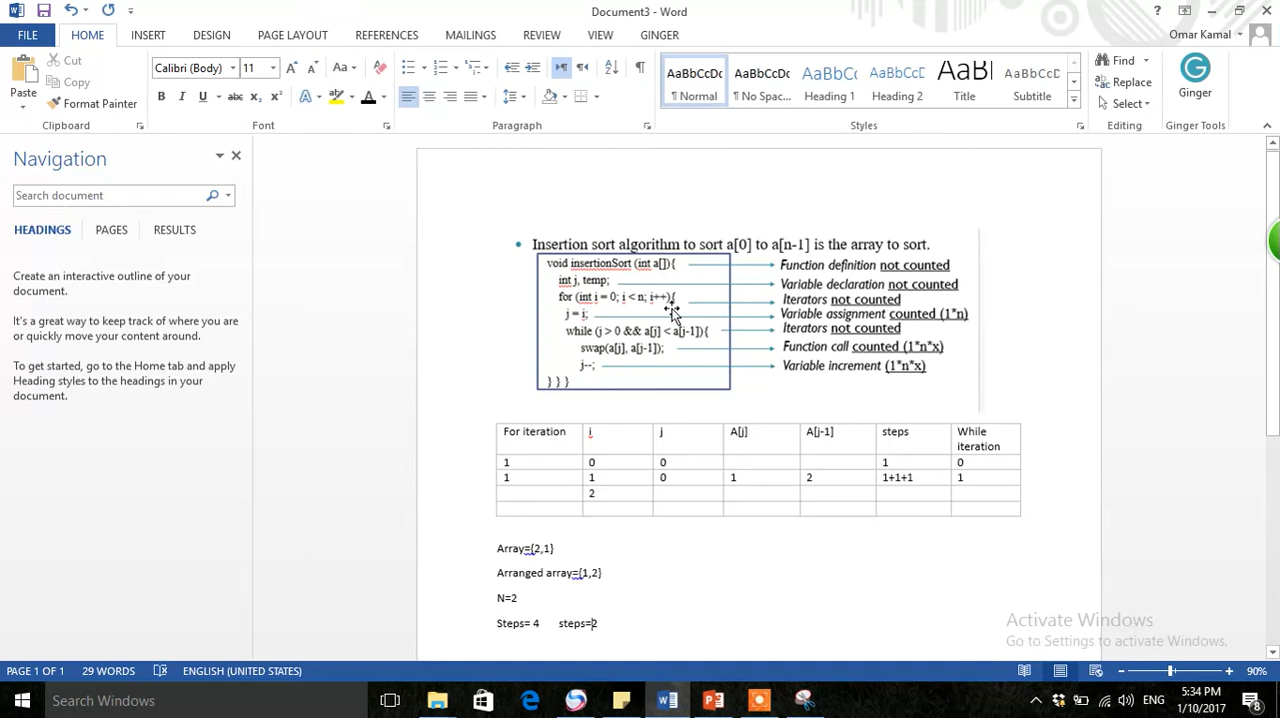 Document3 - Word
FILE HOME INSERT DESIGN PAGE LAYOUT REFERENCES MAILINGS REVIEW VIEW GINGER Omar Kamal
Paste Cut
Copy
Format Painter
Calibri (Body) 11 Aa
B I U abc x₂ x² A A
AaBbCcDc AaBbCcDc AaBbC AaBbCcC AaB AaBbCcDc
¶ Normal ¶ No Spac... Heading 1 Heading 2 Title Subtitle
Find
Replace
Select
Ginger
Clipboard Font Paragraph Styles Editing Ginger Tools
Navigation
Search document
HEADINGS PAGES RESULTS
Create an interactive outline of your
document.
It's a great way to keep track of where you are
or quickly move your content around.
To get started, go to the Home tab and apply
Heading styles to the headings in your
document.
• Insertion sort algorithm to sort a[0] to a[n-1] is the array to sort.
void insertionSort (int a[]){ Function definition not counted
int j, temp; Variable declaration not counted
for (int i = 0; i < n; i++){ Iterators not counted
j = i; Variable assignment counted (1*n)
while (j > 0 && a[j] < a[j-1]){ Iterators not counted
swap(a[j], a[j-1]); Function call counted (1*n*x)
j--; Variable increment (1*n*x)
} } }
For iteration i j A[j] A[j-1] steps While iteration
1 0 0 1 0
1 1 0 1 2 1+1+1 1
2
Array={2,1}
Arranged array={1,2}
N=2
Steps= 4 steps=2
Activate Windows
Go to Settings to activate Windows.
PAGE 1 OF 1 29 WORDS ENGLISH (UNITED STATES) 90%
Search Windows ENG 5:34 PM
1/10/2017 8